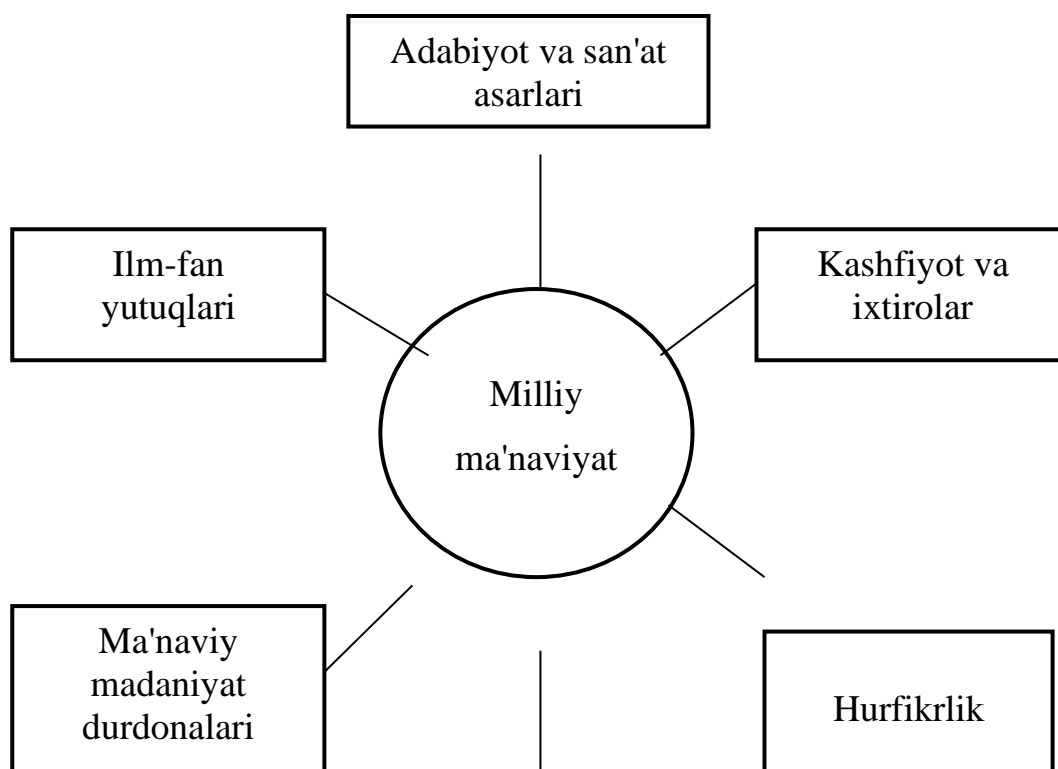 Adabiyot va san'at
asarlari
Ilm-fan
yutuqlari
Kashfiyot va
ixtirolar
Milliy
ma'naviyat
Ma'naviy
madaniyat
durdonalari
Hurfikrlik